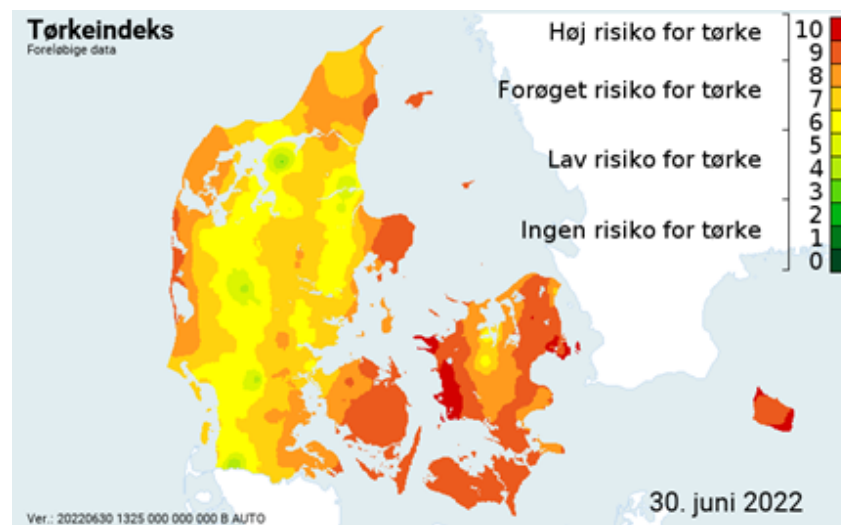 Tørkeindeks
Foreløbige data
Høj risiko for tørke
Forøget risiko for tørke
Lav risiko for tørke
Ingen risiko for tørke
10
9
8
7
6
5
4
3
2
1
0
30. juni 2022
Ver.: 20220630 1325 000 000 000 B AUTO